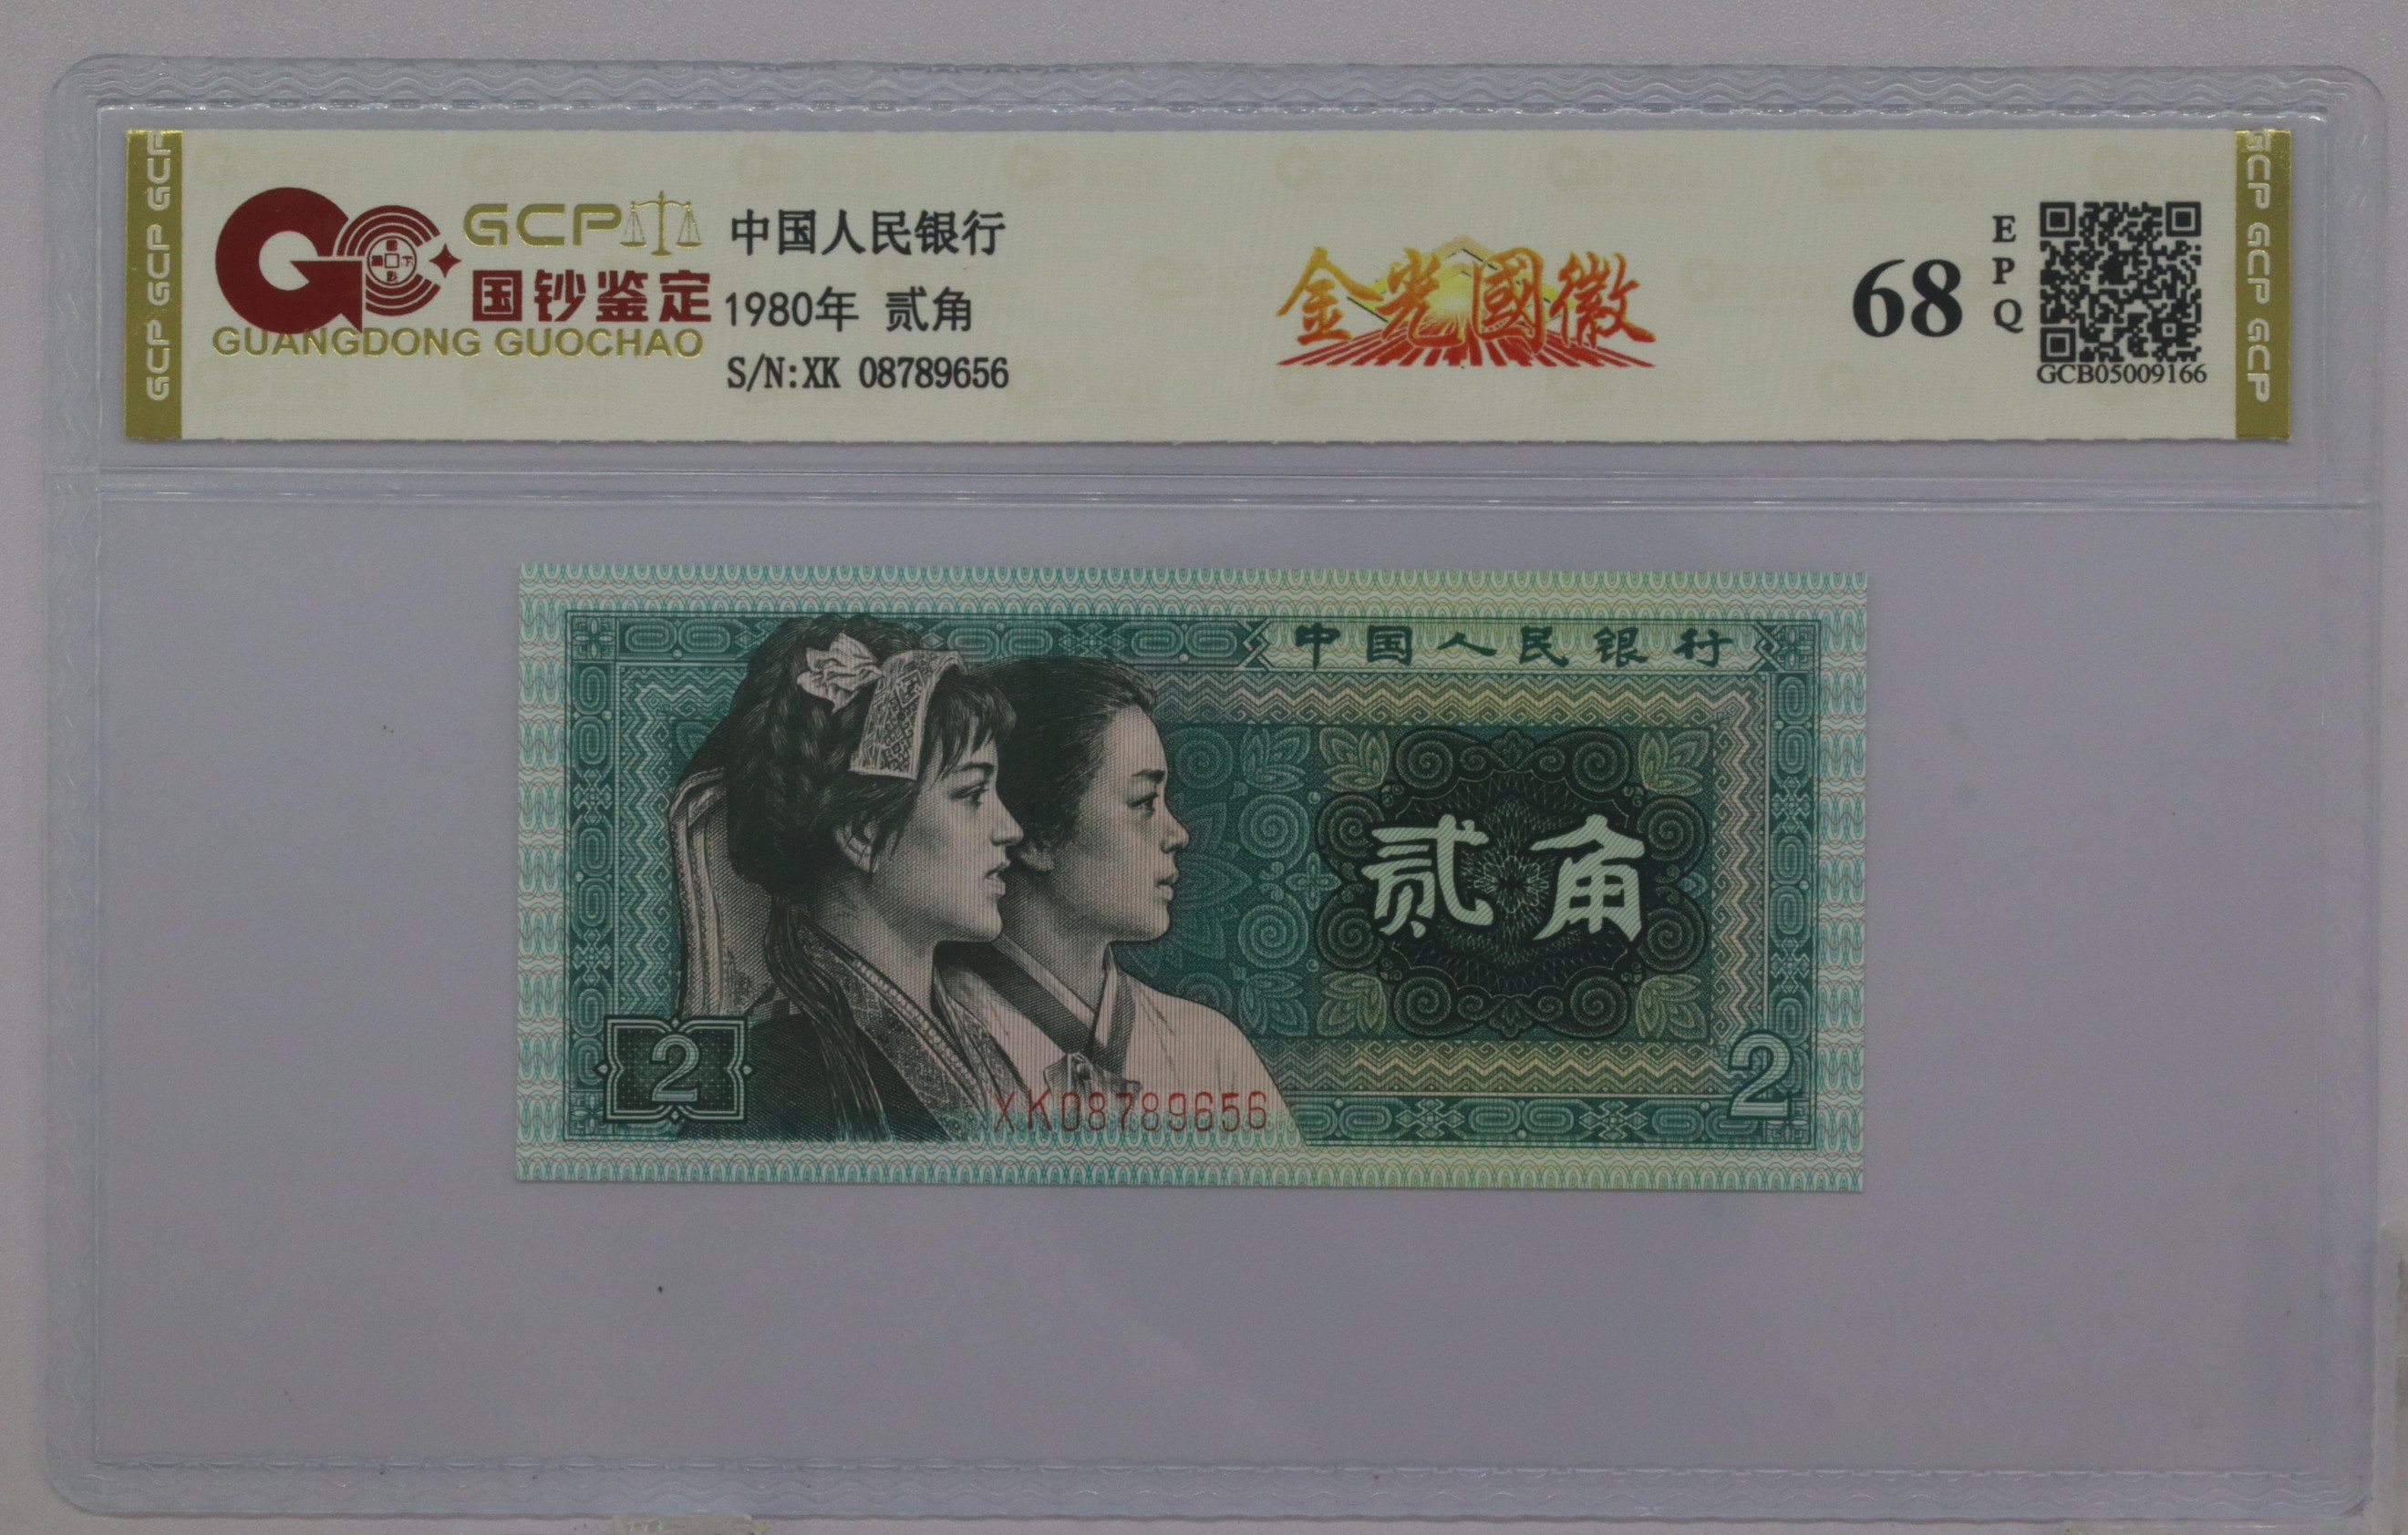 GCP GCP GCP
GCP
国钞鉴定
GUANGDONG GUOCHAO
中国人民银行
1980年 贰角
S/N:XK 08789656
金光國徽
68
EPQ
GCB05009166
GCP GCP GCP
中国人民银行
贰角
2
2
XK08789656